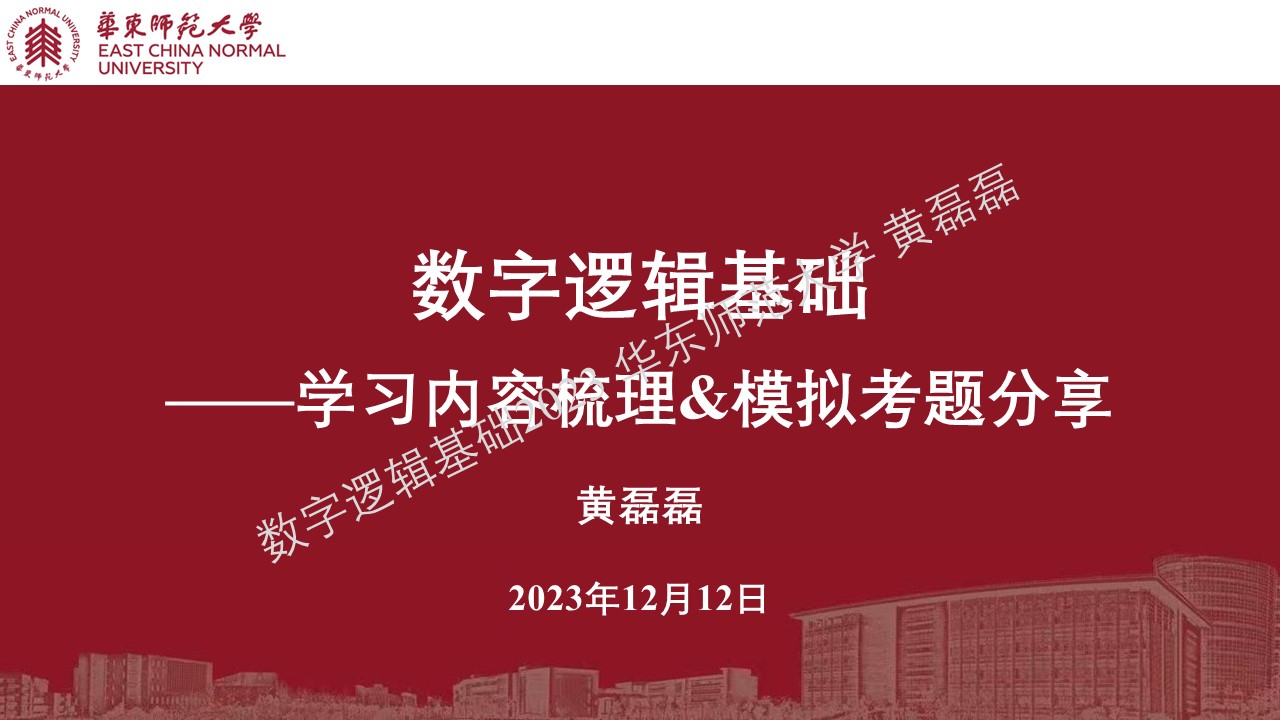 EAST CHINA NORMAL UNIVERSITY
華東師范大學
華東師范大學
EAST CHINA NORMAL
UNIVERSITY
数字逻辑基础
——学习内容梳理&模拟考题分享
数字逻辑基础2023 华东师范大学 黄磊磊
黄磊磊
2023年12月12日